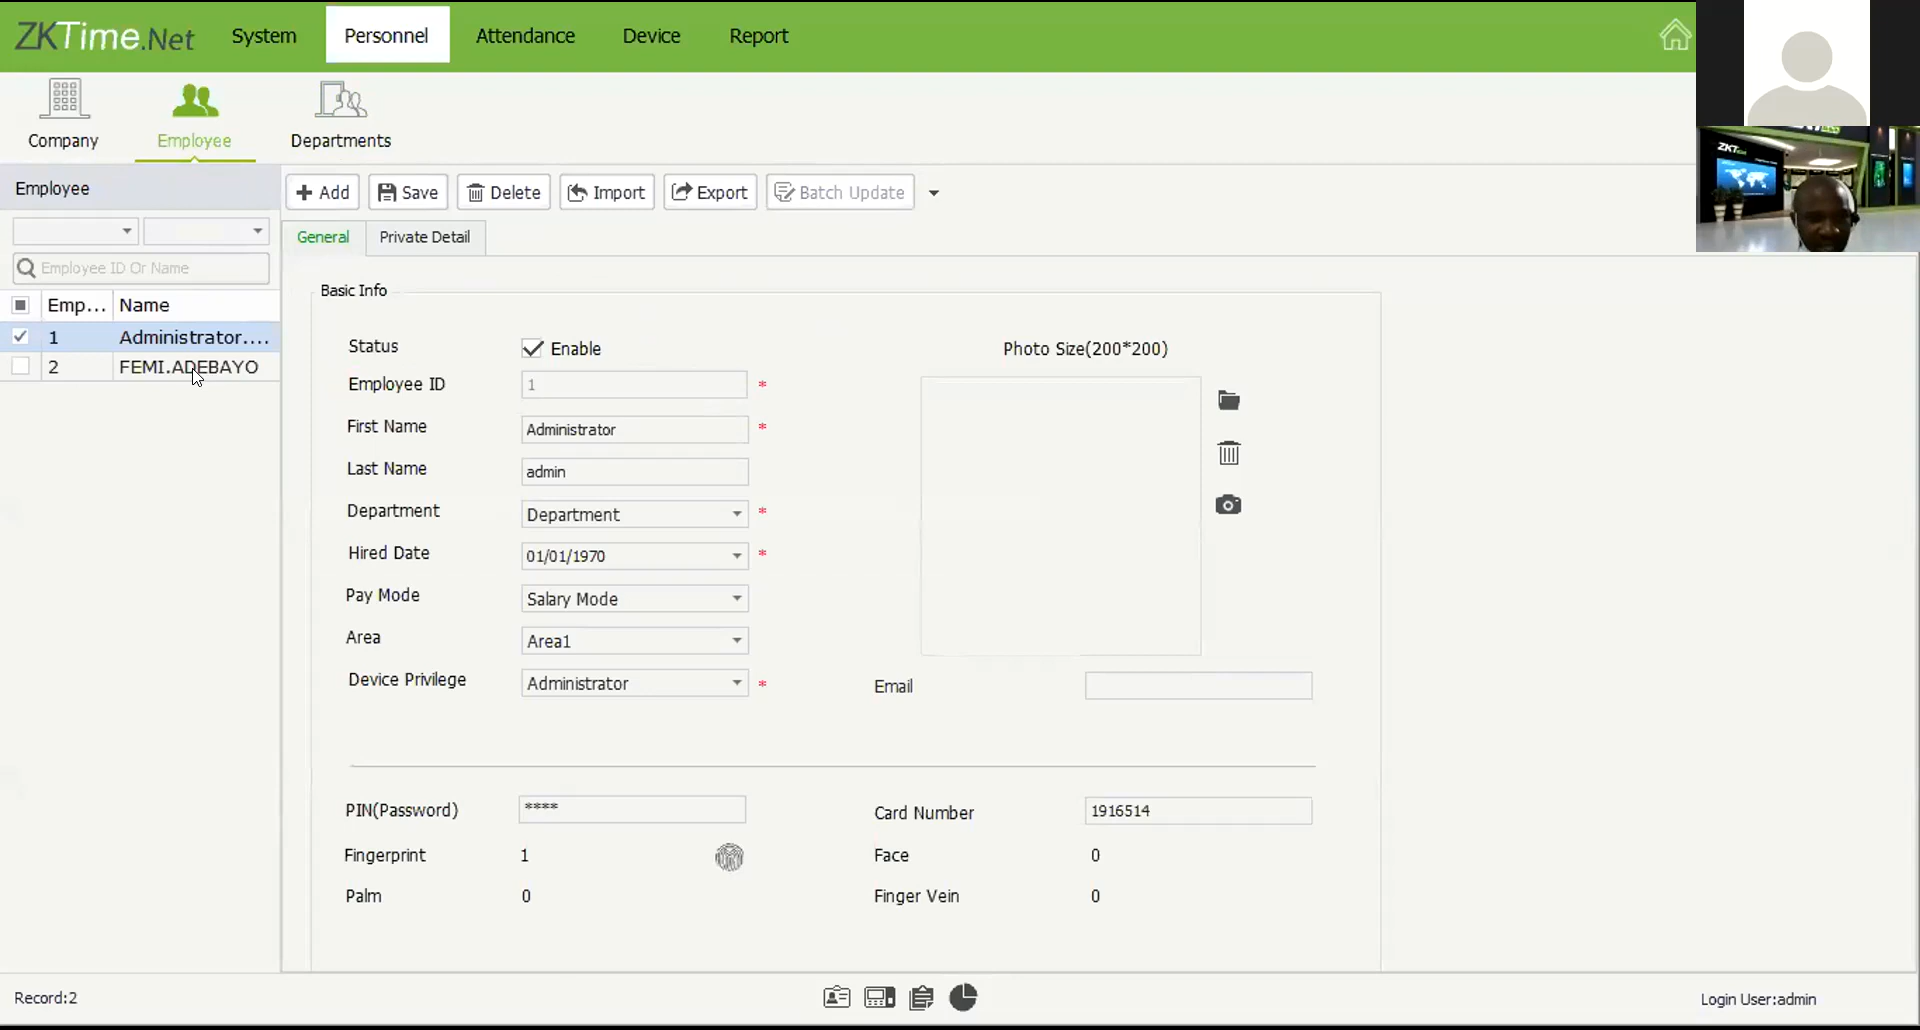 ZKTime.Net System Personnel Attendance Device Report
Company Employee Departments
Employee
+ Add Save Delete Import Export Batch Update
General Private Detail
Employee ID Or Name
Emp... Name
1 Administrator....
2 FEMI.ADEBAYO
Basic Info
Status Enable Photo Size(200*200)
Employee ID 1 *
First Name Administrator *
Last Name admin
Department Department *
Hired Date 01/01/1970 *
Pay Mode Salary Mode
Area Area1
Device Privilege Administrator * Email
PIN(Password) **** Card Number 1916514
Fingerprint 1 Face 0
Palm 0 Finger Vein 0
Record:2 Login User:admin